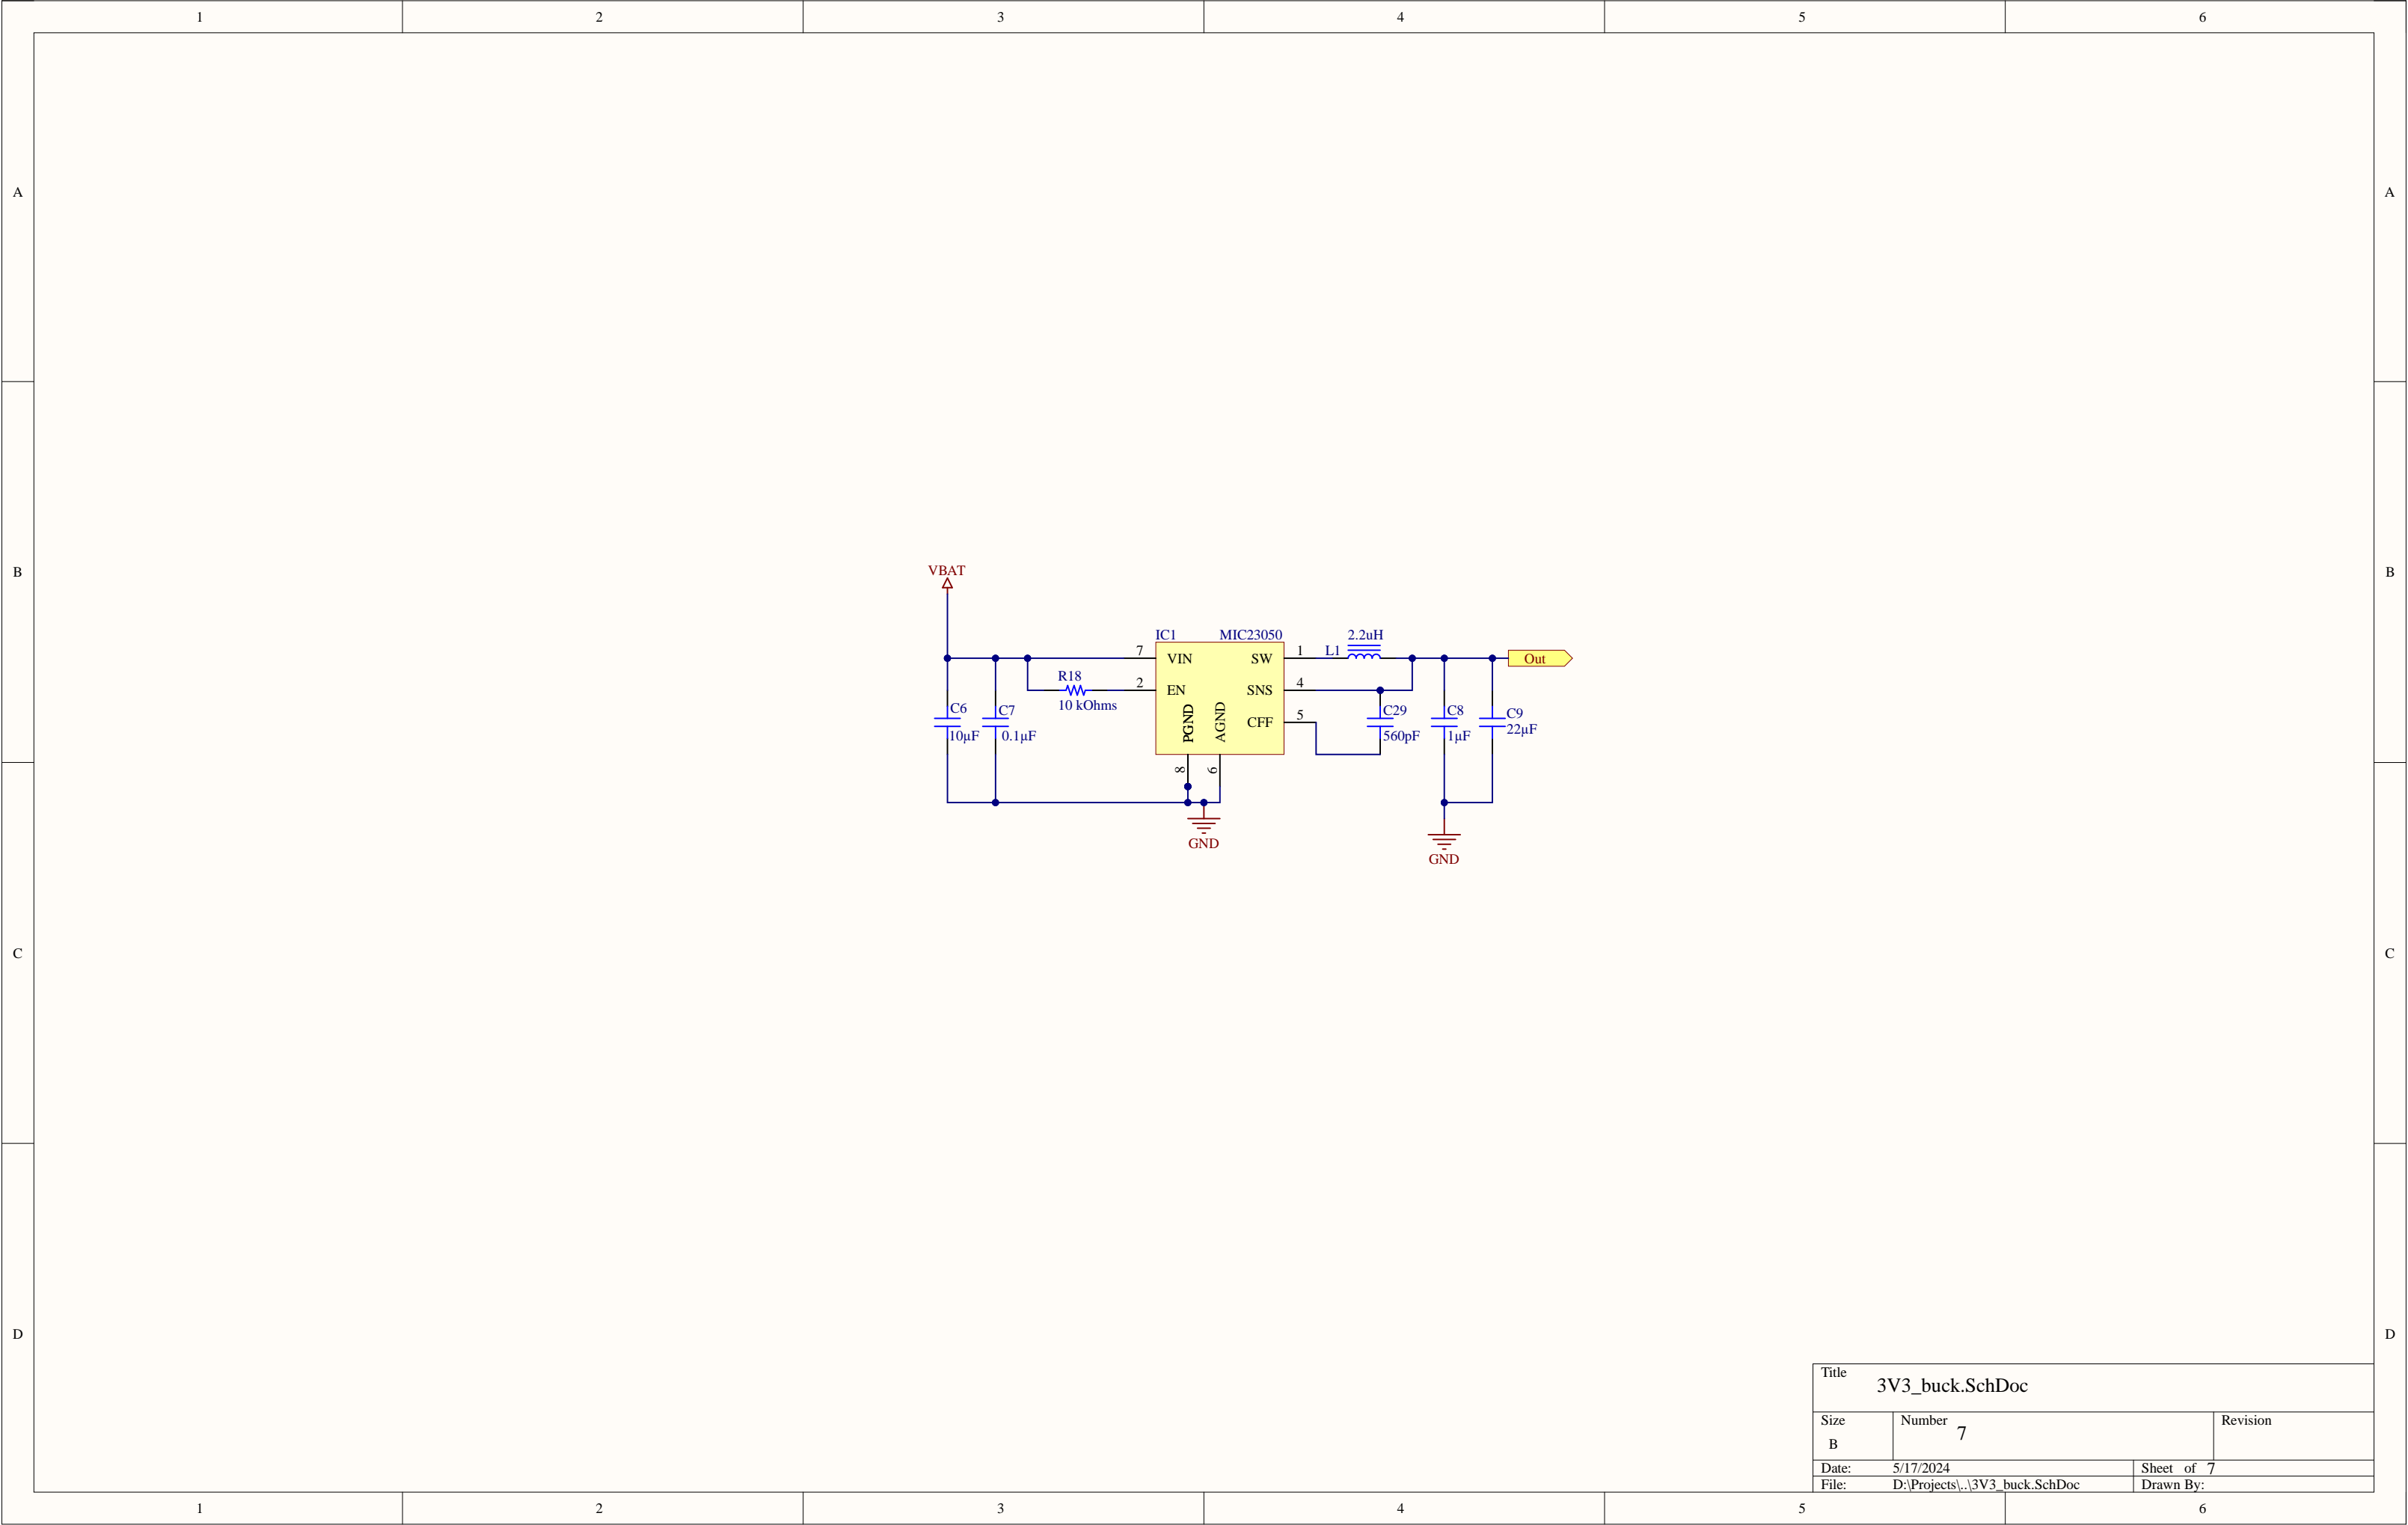 1 2 3 4 5 6
A A
B B
VBAT
IC1 MIC23050 2.2uH
7 VIN SW 1 L1 Out
R18
2 EN SNS 4
10 kOhms
C6 C7 PGND AGND CFF 5 C29 C8 C9
10µF 0.1µF 560pF 1µF 22µF
8 6
GND GND
C C
D D
Title
3V3_buck.SchDoc
Size Number Revision
B 7
Date: 5/17/2024 Sheet of 7
File: D:\Projects\..\3V3_buck.SchDoc Drawn By:
1 2 3 4 5 6